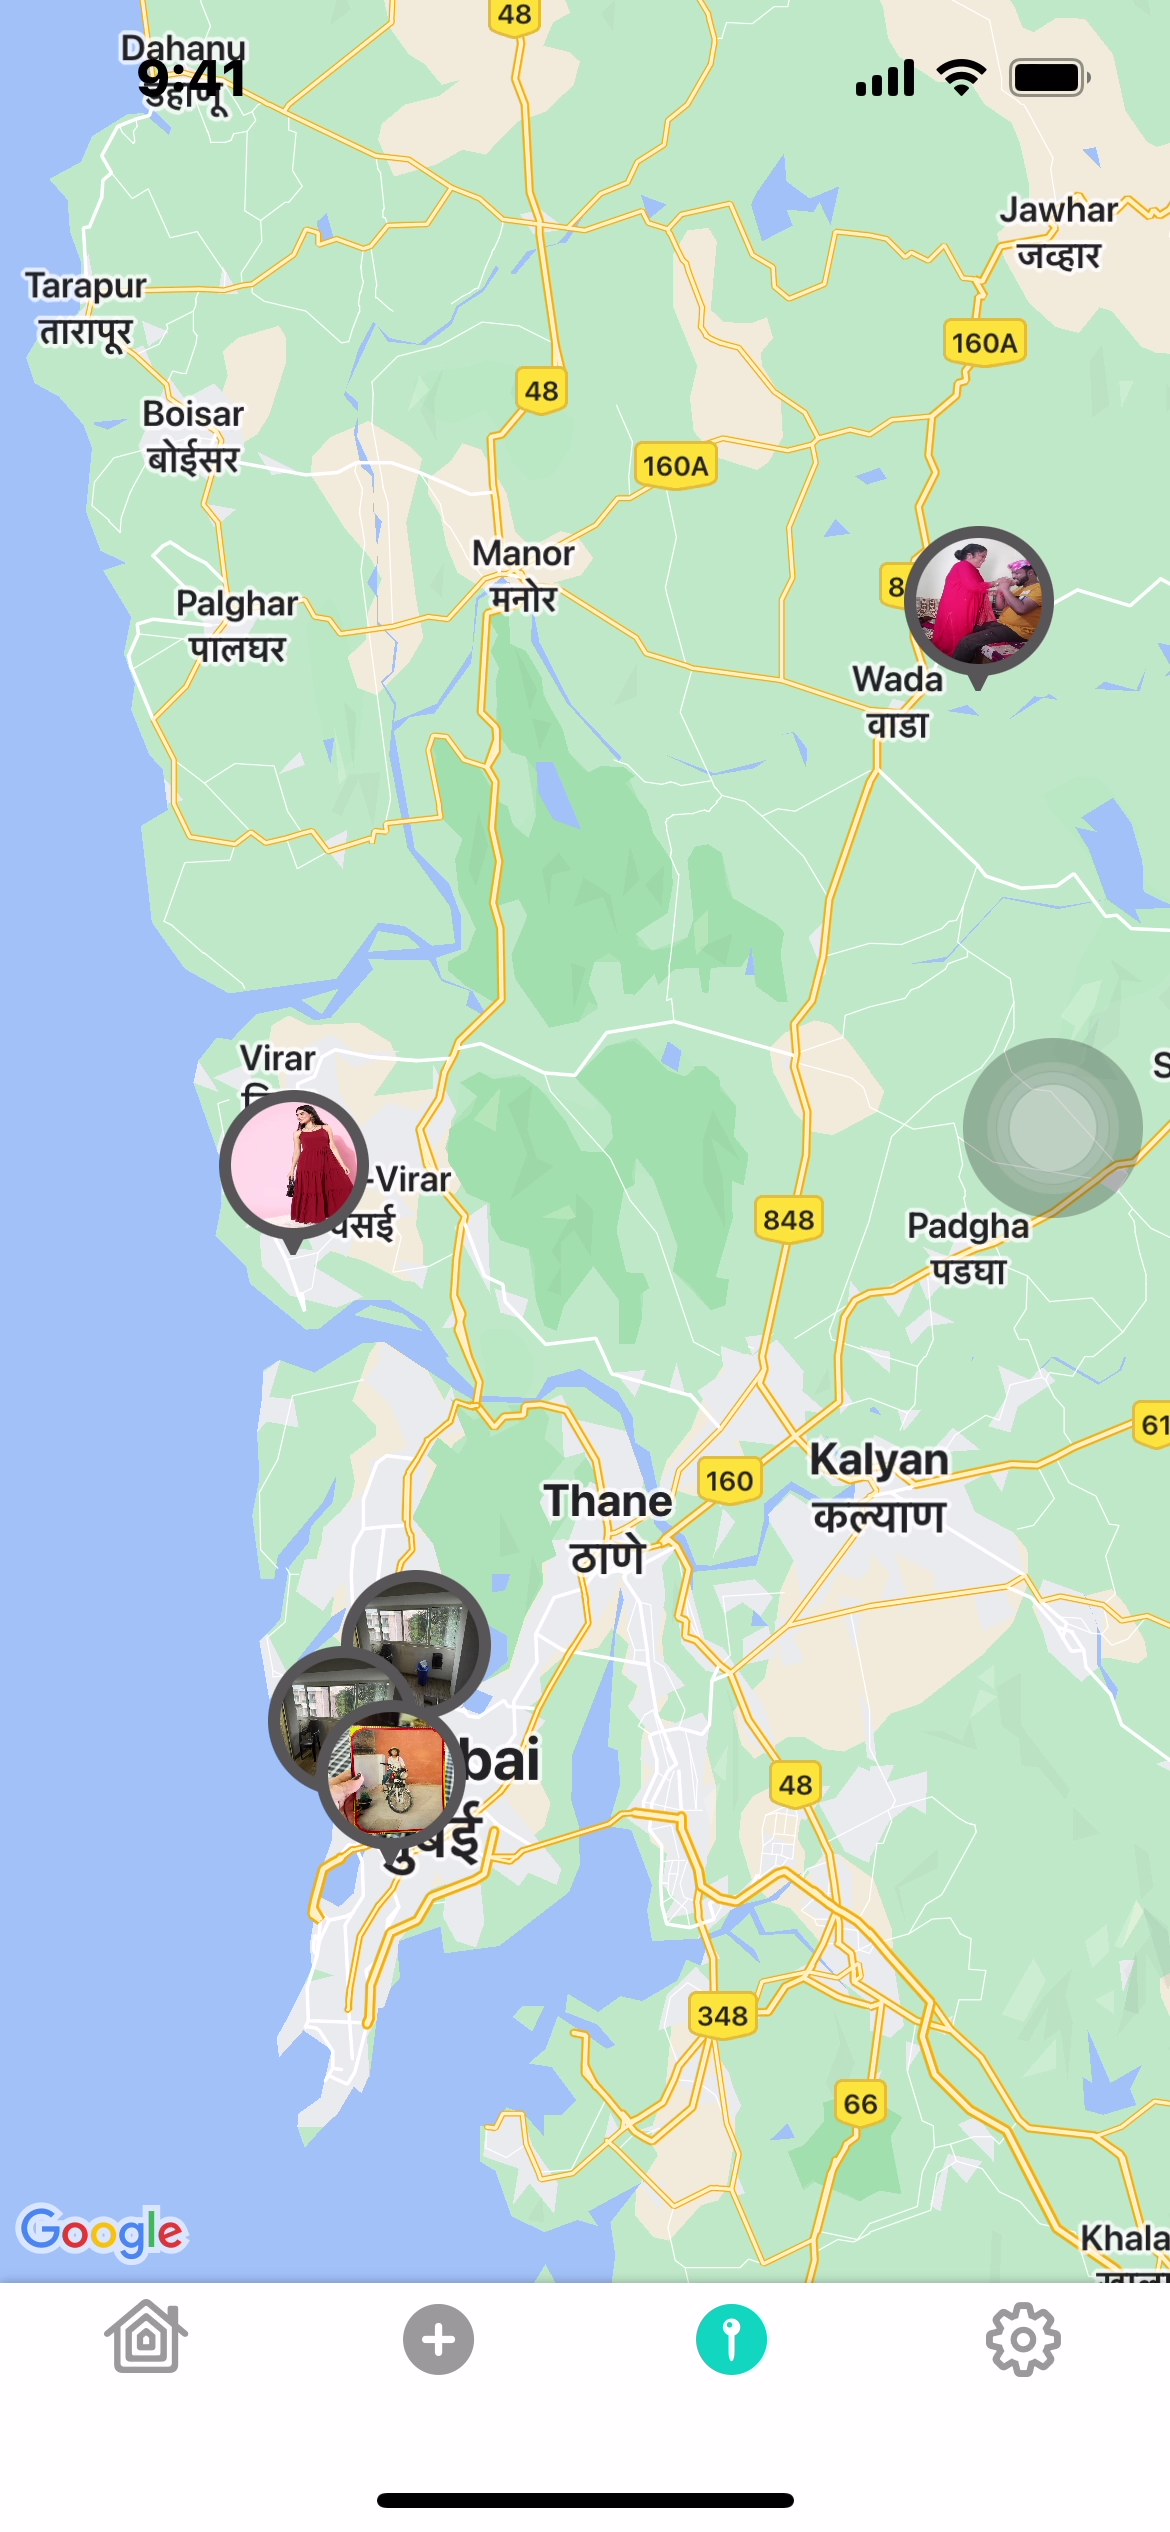 48
Dahanu
9:41
डहाणू
Jawhar
जव्हार
Tarapur
तारापूर
160A
48
Boisar
बोईसर
160A
Manor
मनोर
8
Palghar
पालघर
Wada
वाडा
Virar
-Virar
वसई
848
Padgha
पडघा
61
Kalyan
कल्याण
160
Thane
ठाणे
bai
मुंबई
48
348
66
Google
Khala